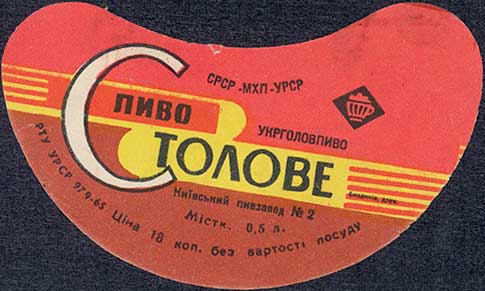 СРСР-МХП-УРСР
ПИВО
УКРГОЛОВПИВО
СТОЛОВЕ
Київський пивзавод № 2
Містк. 0,5 л.
РТУ УРСР 979-65 Ціна 18 коп. без вартості посуду